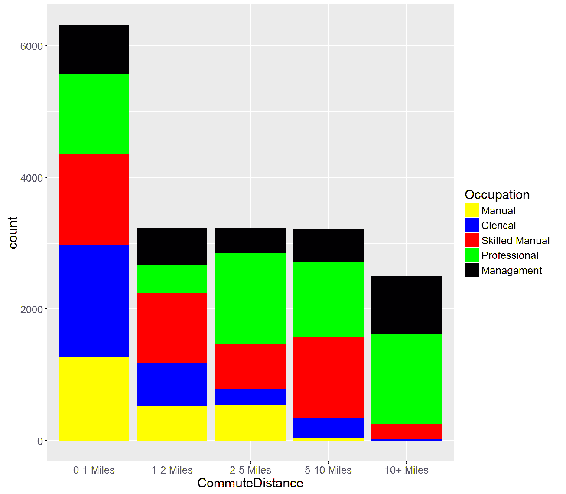 6000
4000
2000
0
count
0-1 Miles
1-2 Miles
2-5 Miles
5-10 Miles
10+ Miles
CommuteDistance
Occupation
Manual
Clerical
Skilled Manual
Professional
Management